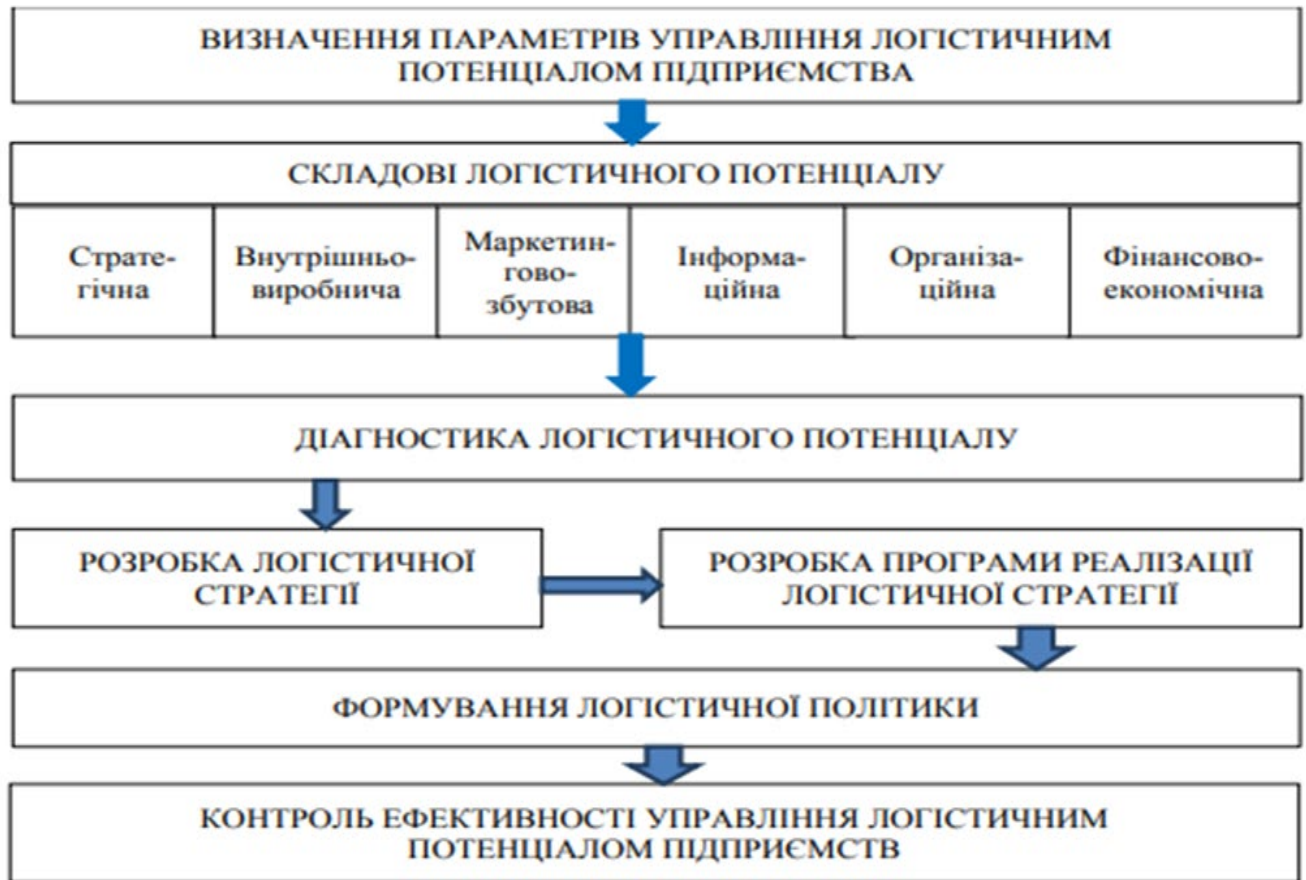 ВИЗНАЧЕННЯ ПАРАМЕТРІВ УПРАВЛІННЯ ЛОГІСТИЧНИМ
ПОТЕНЦІАЛОМ ПІДПРИЄМСТВА
СКЛАДОВІ ЛОГІСТИЧНОГО ПОТЕНЦІАЛУ
Страте-
гічна
Внутрішньо-
виробнича
Маркетин-
гово-
збутова
Інформа-
ційна
Організа-
ційна
Фінансово-
економічна
ДІАГНОСТИКА ЛОГІСТИЧНОГО ПОТЕНЦІАЛУ
РОЗРОБКА ЛОГІСТИЧНОЇ
СТРАТЕГІЇ
РОЗРОБКА ПРОГРАМИ РЕАЛІЗАЦІЇ
ЛОГІСТИЧНОЇ СТРАТЕГІЇ
ФОРМУВАННЯ ЛОГІСТИЧНОЇ ПОЛІТИКИ
КОНТРОЛЬ ЕФЕКТИВНОСТІ УПРАВЛІННЯ ЛОГІСТИЧНИМ
ПОТЕНЦІАЛОМ ПІДПРИЄМСТВ